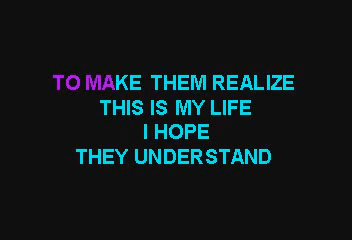 TO MAKE THEM REALIZE
THIS IS MY LIFE
I HOPE
THEY UNDERSTAND